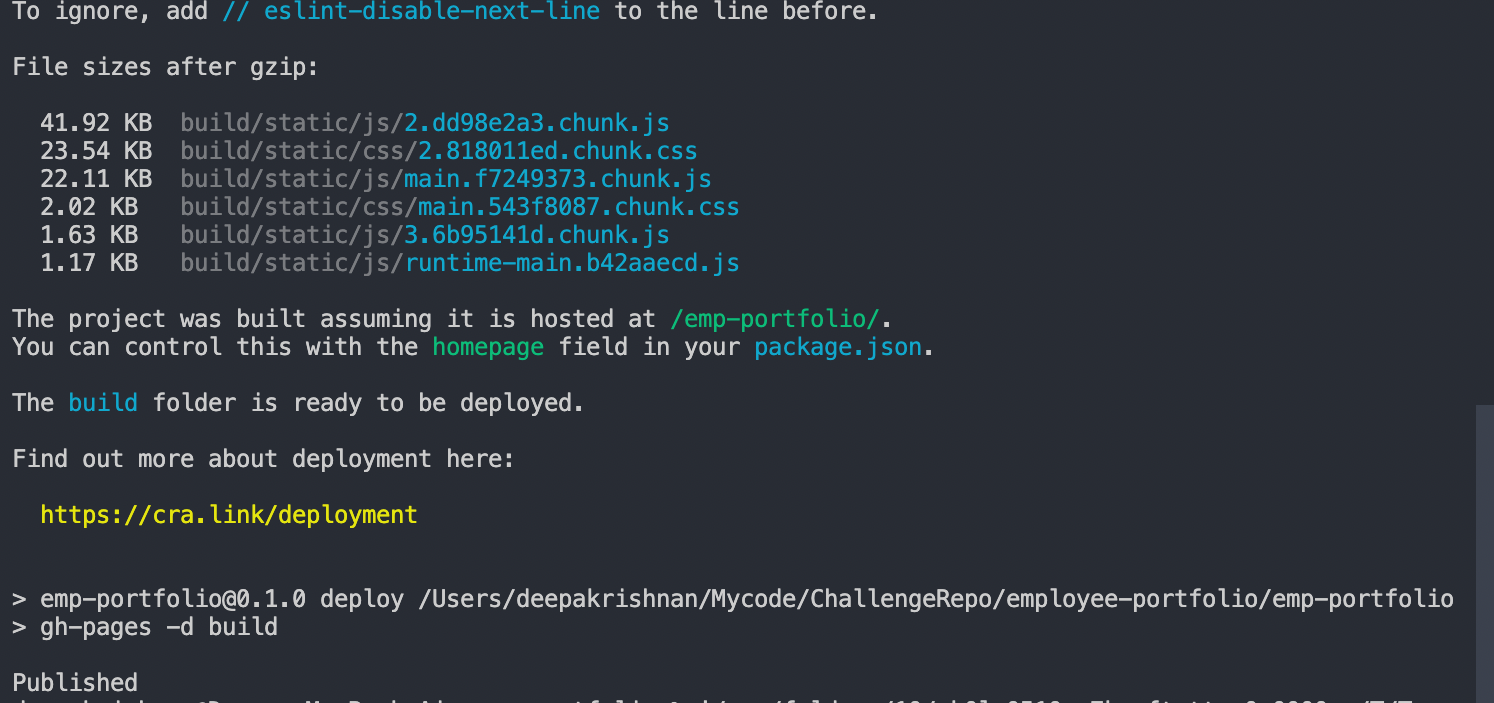 To ignore, add // eslint-disable-next-line to the line before.
File sizes after gzip:
41.92 KB build/static/js/2.dd98e2a3.chunk.js
23.54 KB build/static/css/2.818011ed.chunk.css
22.11 KB build/static/js/main.f7249373.chunk.js
2.02 KB build/static/css/main.543f8087.chunk.css
1.63 KB build/static/js/3.6b95141d.chunk.js
1.17 KB build/static/js/runtime-main.b42aaecd.js
The project was built assuming it is hosted at /emp-portfolio/.
You can control this with the homepage field in your package.json.
The build folder is ready to be deployed.
Find out more about deployment here:
https://cra.link/deployment
> emp-portfolio@0.1.0 deploy /Users/deepakrishnan/Mycode/ChallengeRepo/employee-portfolio/emp-portfolio
> gh-pages -d build
Published